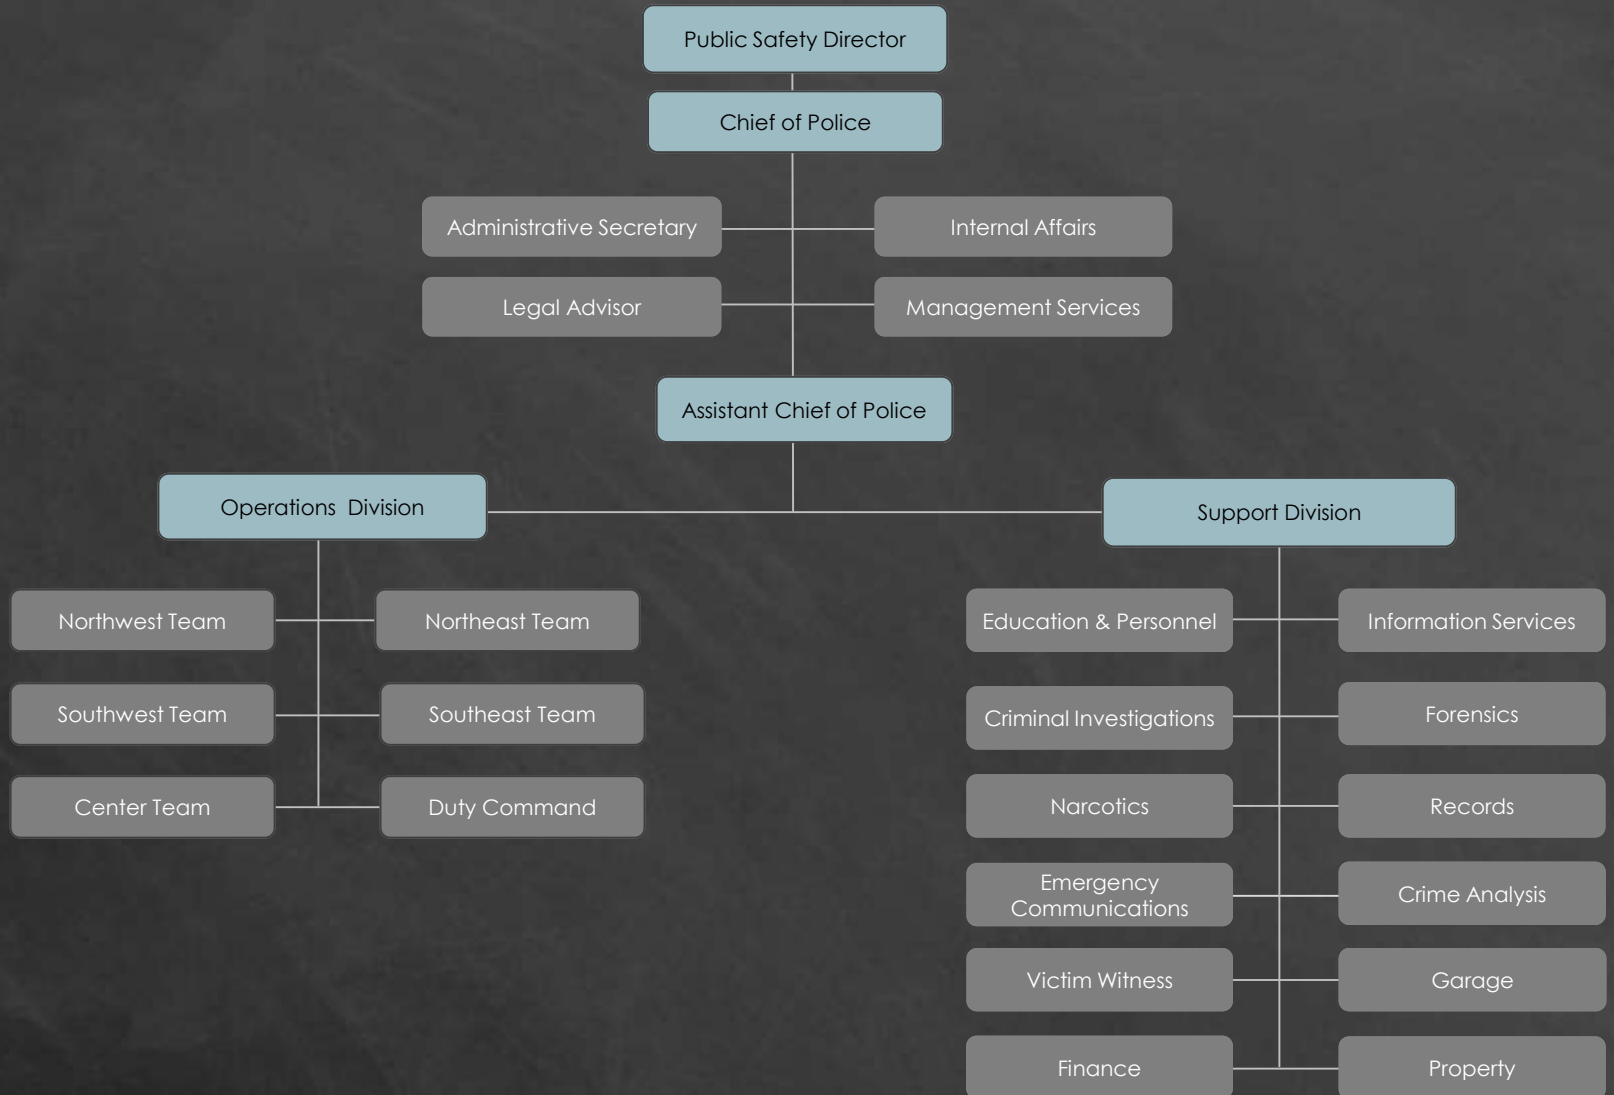 Public Safety Director
Chief of Police
Administrative Secretary
Internal Affairs
Legal Advisor
Management Services
Assistant Chief of Police
Operations  Division
Support Division
Northwest Team
Northeast Team
Education & Personnel
Information Services
Southwest Team
Southeast Team
Criminal Investigations
Forensics
Center Team
Duty Command
Narcotics
Records
Emergency
Communications
Crime Analysis
Victim Witness
Garage
Finance
Property